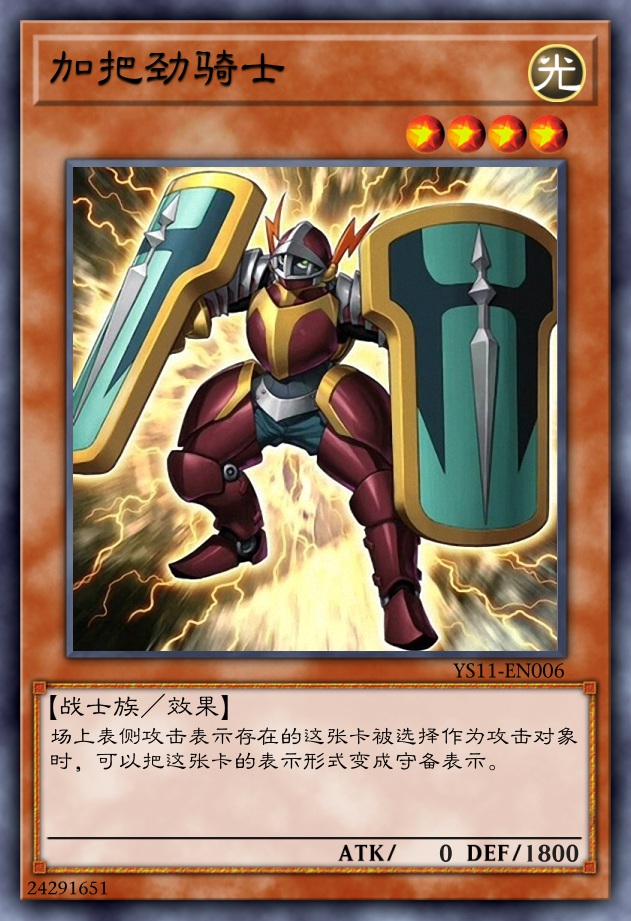 加把劲骑士
光
YS11-EN006
【战士族／效果】
场上表侧攻击表示存在的这张卡被选择作为攻击对象
时，可以把这张卡的表示形式变成守备表示。
ATK/ 0 DEF/1800
24291651